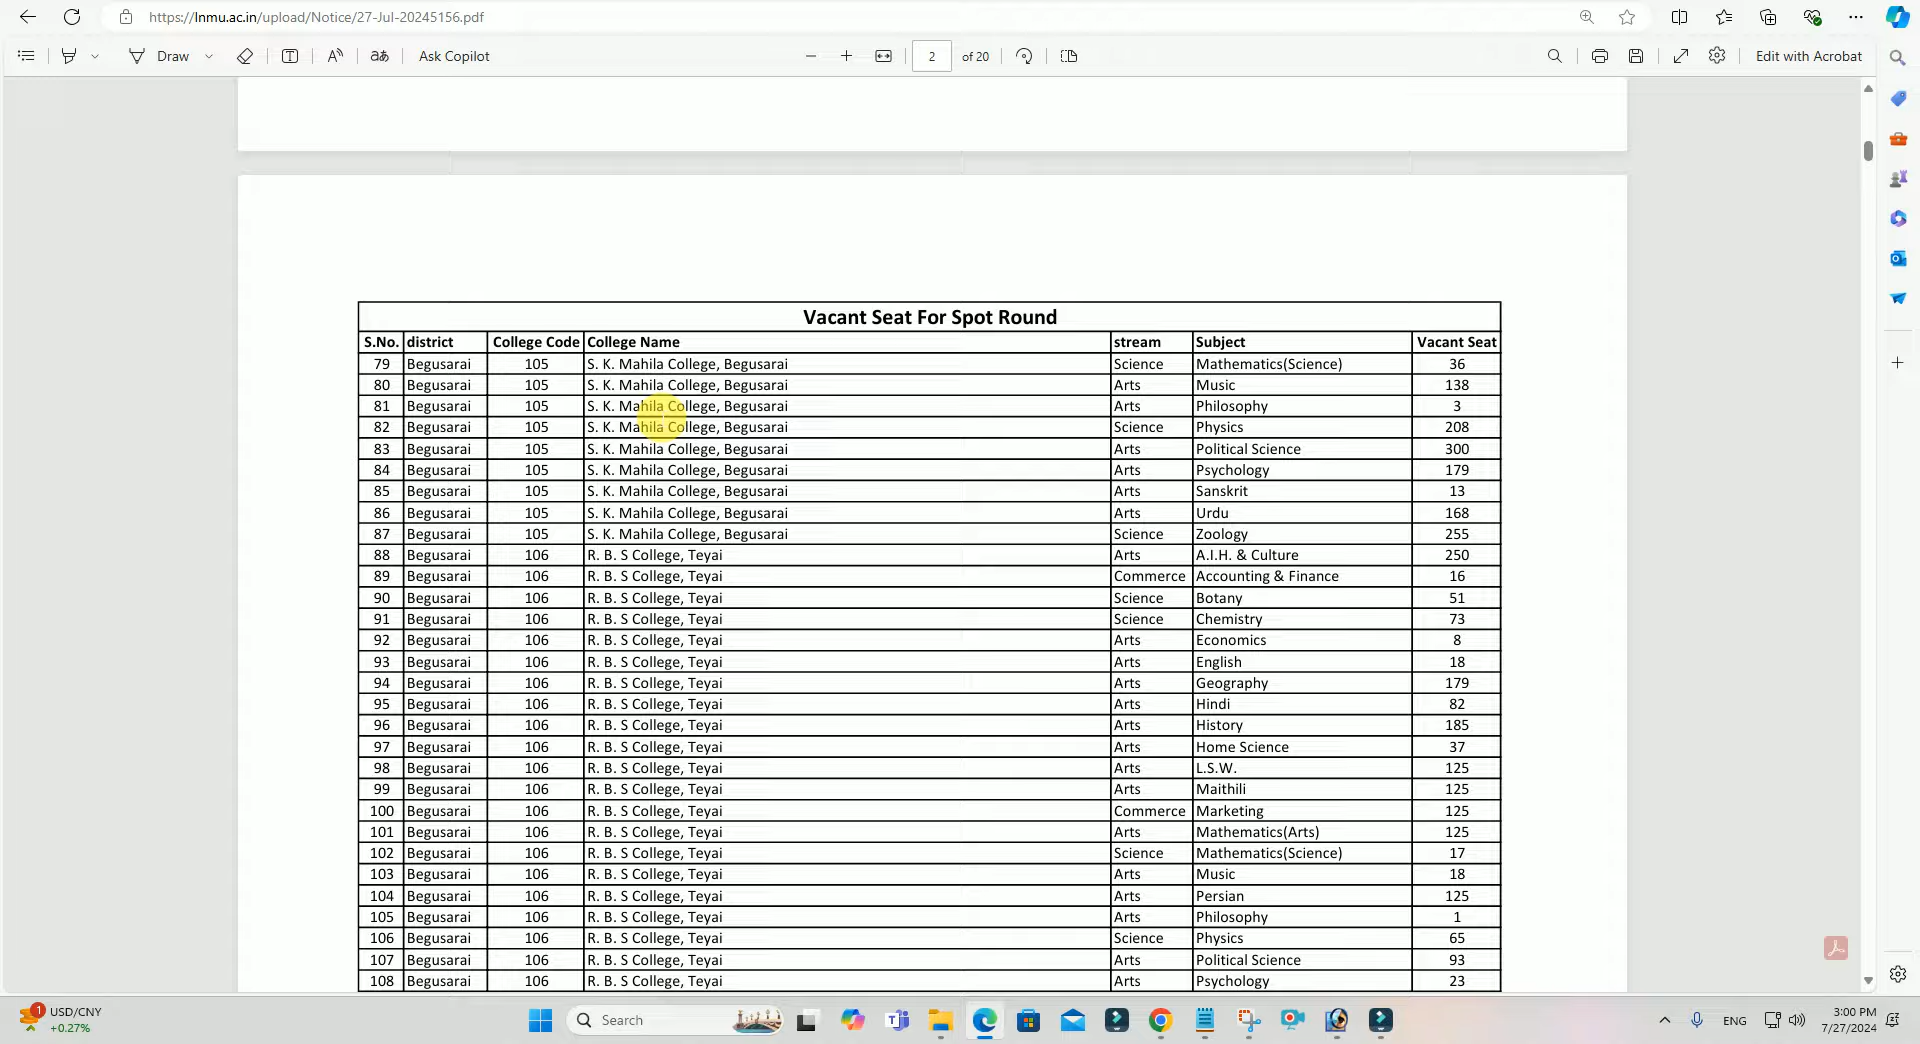 https://lnmu.ac.in/upload/Notice/27-Jul-20245156.pdf
Draw
Ask Copilot
2 of 20
Edit with Acrobat
Vacant Seat For Spot Round
S.No. district College Code College Name stream Subject Vacant Seat
79 Begusarai 105 S. K. Mahila College, Begusarai Science Mathematics(Science) 36
80 Begusarai 105 S. K. Mahila College, Begusarai Arts Music 138
81 Begusarai 105 S. K. Mahila College, Begusarai Arts Philosophy 3
82 Begusarai 105 S. K. Mahila College, Begusarai Science Physics 208
83 Begusarai 105 S. K. Mahila College, Begusarai Arts Political Science 300
84 Begusarai 105 S. K. Mahila College, Begusarai Arts Psychology 179
85 Begusarai 105 S. K. Mahila College, Begusarai Arts Sanskrit 13
86 Begusarai 105 S. K. Mahila College, Begusarai Arts Urdu 168
87 Begusarai 105 S. K. Mahila College, Begusarai Science Zoology 255
88 Begusarai 106 R. B. S College, Teyai Arts A.I.H. & Culture 250
89 Begusarai 106 R. B. S College, Teyai Commerce Accounting & Finance 16
90 Begusarai 106 R. B. S College, Teyai Science Botany 51
91 Begusarai 106 R. B. S College, Teyai Science Chemistry 73
92 Begusarai 106 R. B. S College, Teyai Arts Economics 8
93 Begusarai 106 R. B. S College, Teyai Arts English 18
94 Begusarai 106 R. B. S College, Teyai Arts Geography 179
95 Begusarai 106 R. B. S College, Teyai Arts Hindi 82
96 Begusarai 106 R. B. S College, Teyai Arts History 185
97 Begusarai 106 R. B. S College, Teyai Arts Home Science 37
98 Begusarai 106 R. B. S College, Teyai Arts L.S.W. 125
99 Begusarai 106 R. B. S College, Teyai Arts Maithili 125
100 Begusarai 106 R. B. S College, Teyai Commerce Marketing 125
101 Begusarai 106 R. B. S College, Teyai Arts Mathematics(Arts) 125
102 Begusarai 106 R. B. S College, Teyai Science Mathematics(Science) 17
103 Begusarai 106 R. B. S College, Teyai Arts Music 18
104 Begusarai 106 R. B. S College, Teyai Arts Persian 125
105 Begusarai 106 R. B. S College, Teyai Arts Philosophy 1
106 Begusarai 106 R. B. S College, Teyai Science Physics 65
107 Begusarai 106 R. B. S College, Teyai Arts Political Science 93
108 Begusarai 106 R. B. S College, Teyai Arts Psychology 23
1
USD/CNY
+0.27%
Search
ENG
3:00 PM
7/27/2024